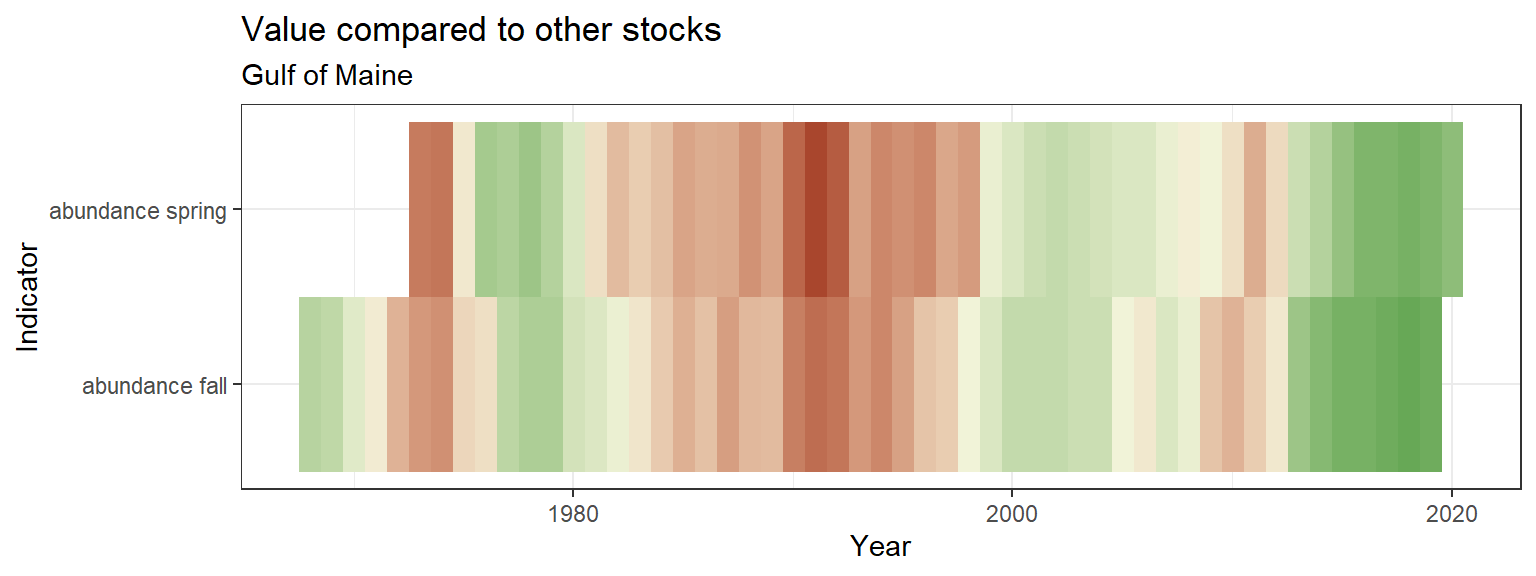 Value compared to other stocks
Gulf of Maine
Indicator
abundance spring
abundance fall
1980
2000
2020
Year